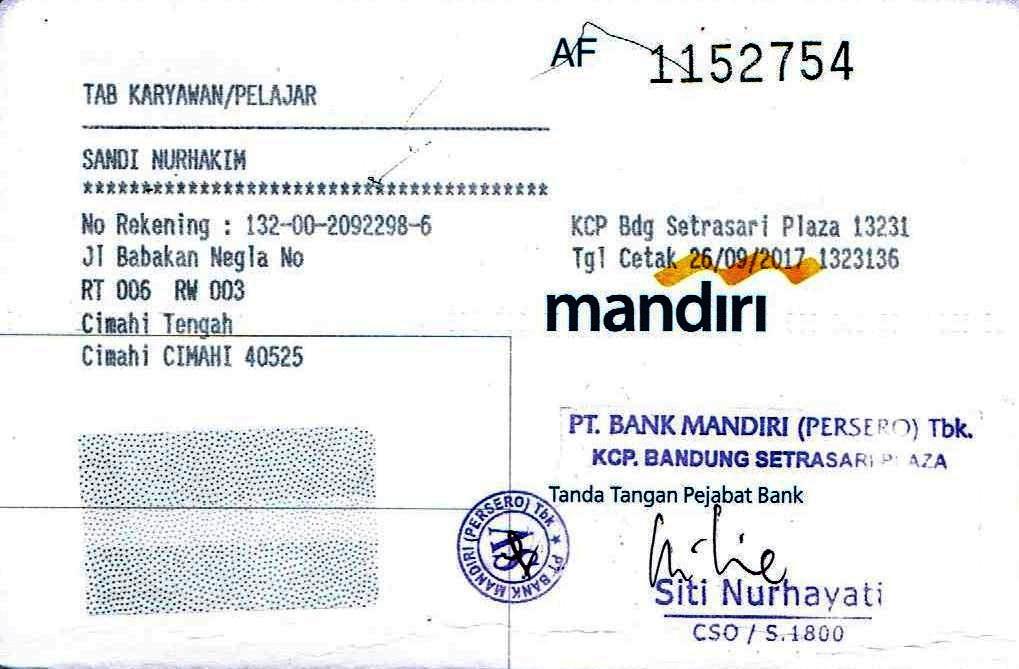 AF 1152754
TAB KARYAWAN/PELAJAR
SANDI NURHAKIM
****************************************
No Rekening : 132-00-2092298-6
Jl Babakan Negla No
RT 006 RW 003
Cimahi Tengah
Cimahi CIMAHI 40525
KCP Bdg Setrasari Plaza 13231
Tgl Cetak 26/09/2017 1323136
mandırı
PT. BANK MANDIRI (PERSERO) Tbk.
KCP. BANDUNG SETRASARI PLAZA
Tanda Tangan Pejabat Bank
PT. BANK MANDIRI (PERSERO) Tbk
Siti Nurhayati
CSO / S.1800